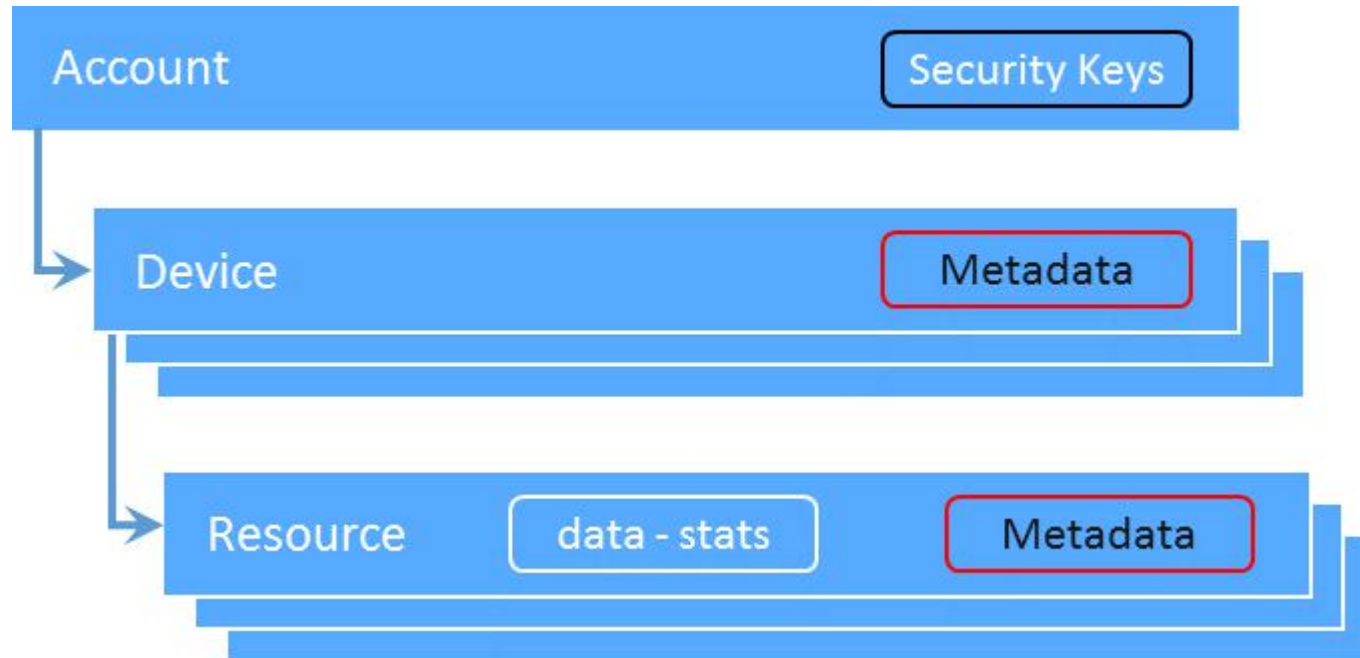 Account
Security Keys
Device
Metadata
Resource
data - stats
Metadata